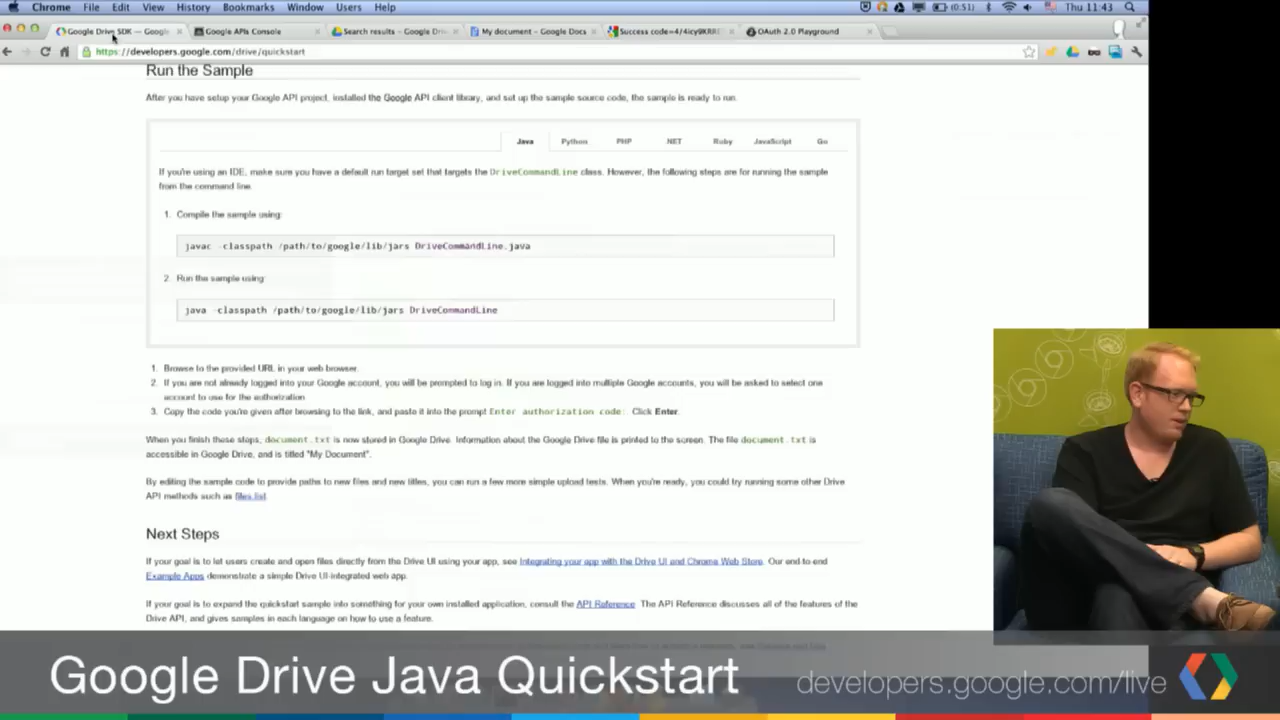 Chrome File Edit View History Bookmarks Window Users Help (0:51) Thu 11:43
Google Drive SDK — Google Google APIs Console Search results - Google Driv My document - Google Docs Success code=4/4icy9KRR OAuth 2.0 Playground
https://developers.google.com/drive/quickstart
Run the Sample
After you have setup your Google API project, installed the Google API client library, and set up the sample source code, the sample is ready to run.
Java Python PHP .NET Ruby JavaScript Go
If you're using an IDE, make sure you have a default run target set that targets the DriveCommandLine class. However, the following steps are for running the sample
from the command line.
1. Compile the sample using:
javac -classpath /path/to/google/lib/jars DriveCommandLine.java
2. Run the sample using:
java -classpath /path/to/google/lib/jars DriveCommandLine
1. Browse to the provided URL in your web browser.
2. If you are not already logged into your Google account, you will be prompted to log in. If you are logged into multiple Google accounts, you will be asked to select one
account to use for the authorization
3. Copy the code you're given after browsing to the link, and paste it into the prompt Enter authorization code:. Click Enter.
When you finish these steps, document.txt is now stored in Google Drive. Information about the Google Drive file is printed to the screen. The file document.txt is
accessible in Google Drive, and is titled "My Document".
By editing the sample code to provide paths to new files and new titles, you can run a few more simple upload tests. When you're ready, you could try running some other Drive
API methods such as files.list.
Next Steps
If your goal is to let users create and open files directly from the Drive UI using your app, see Integrating your app with the Drive UI and Chrome Web Store. Our end to end
Example Apps demonstrate a simple Drive UI-integrated web app.
If your goal is to expand the quickstart sample into something for your own installed application, consult the API Reference. The API Reference discusses all of the features of the
Drive API, and gives samples in each language on how to use a feature.
Google Drive Java Quickstart
developers.google.com/live